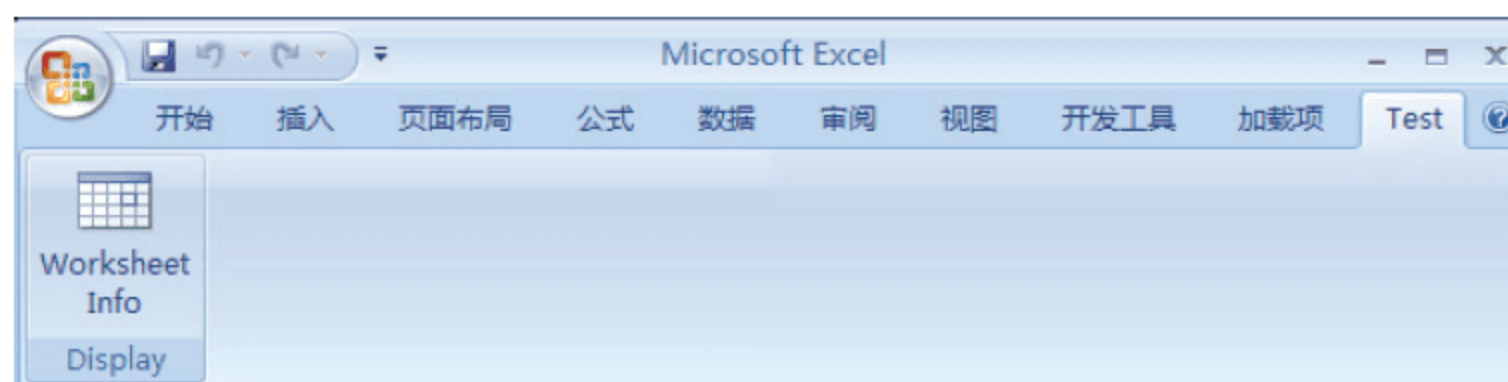 Microsoft Excel
开始 插入 页面布局 公式 数据 审阅 视图 开发工具 加载项 Test
Worksheet
Info
Display